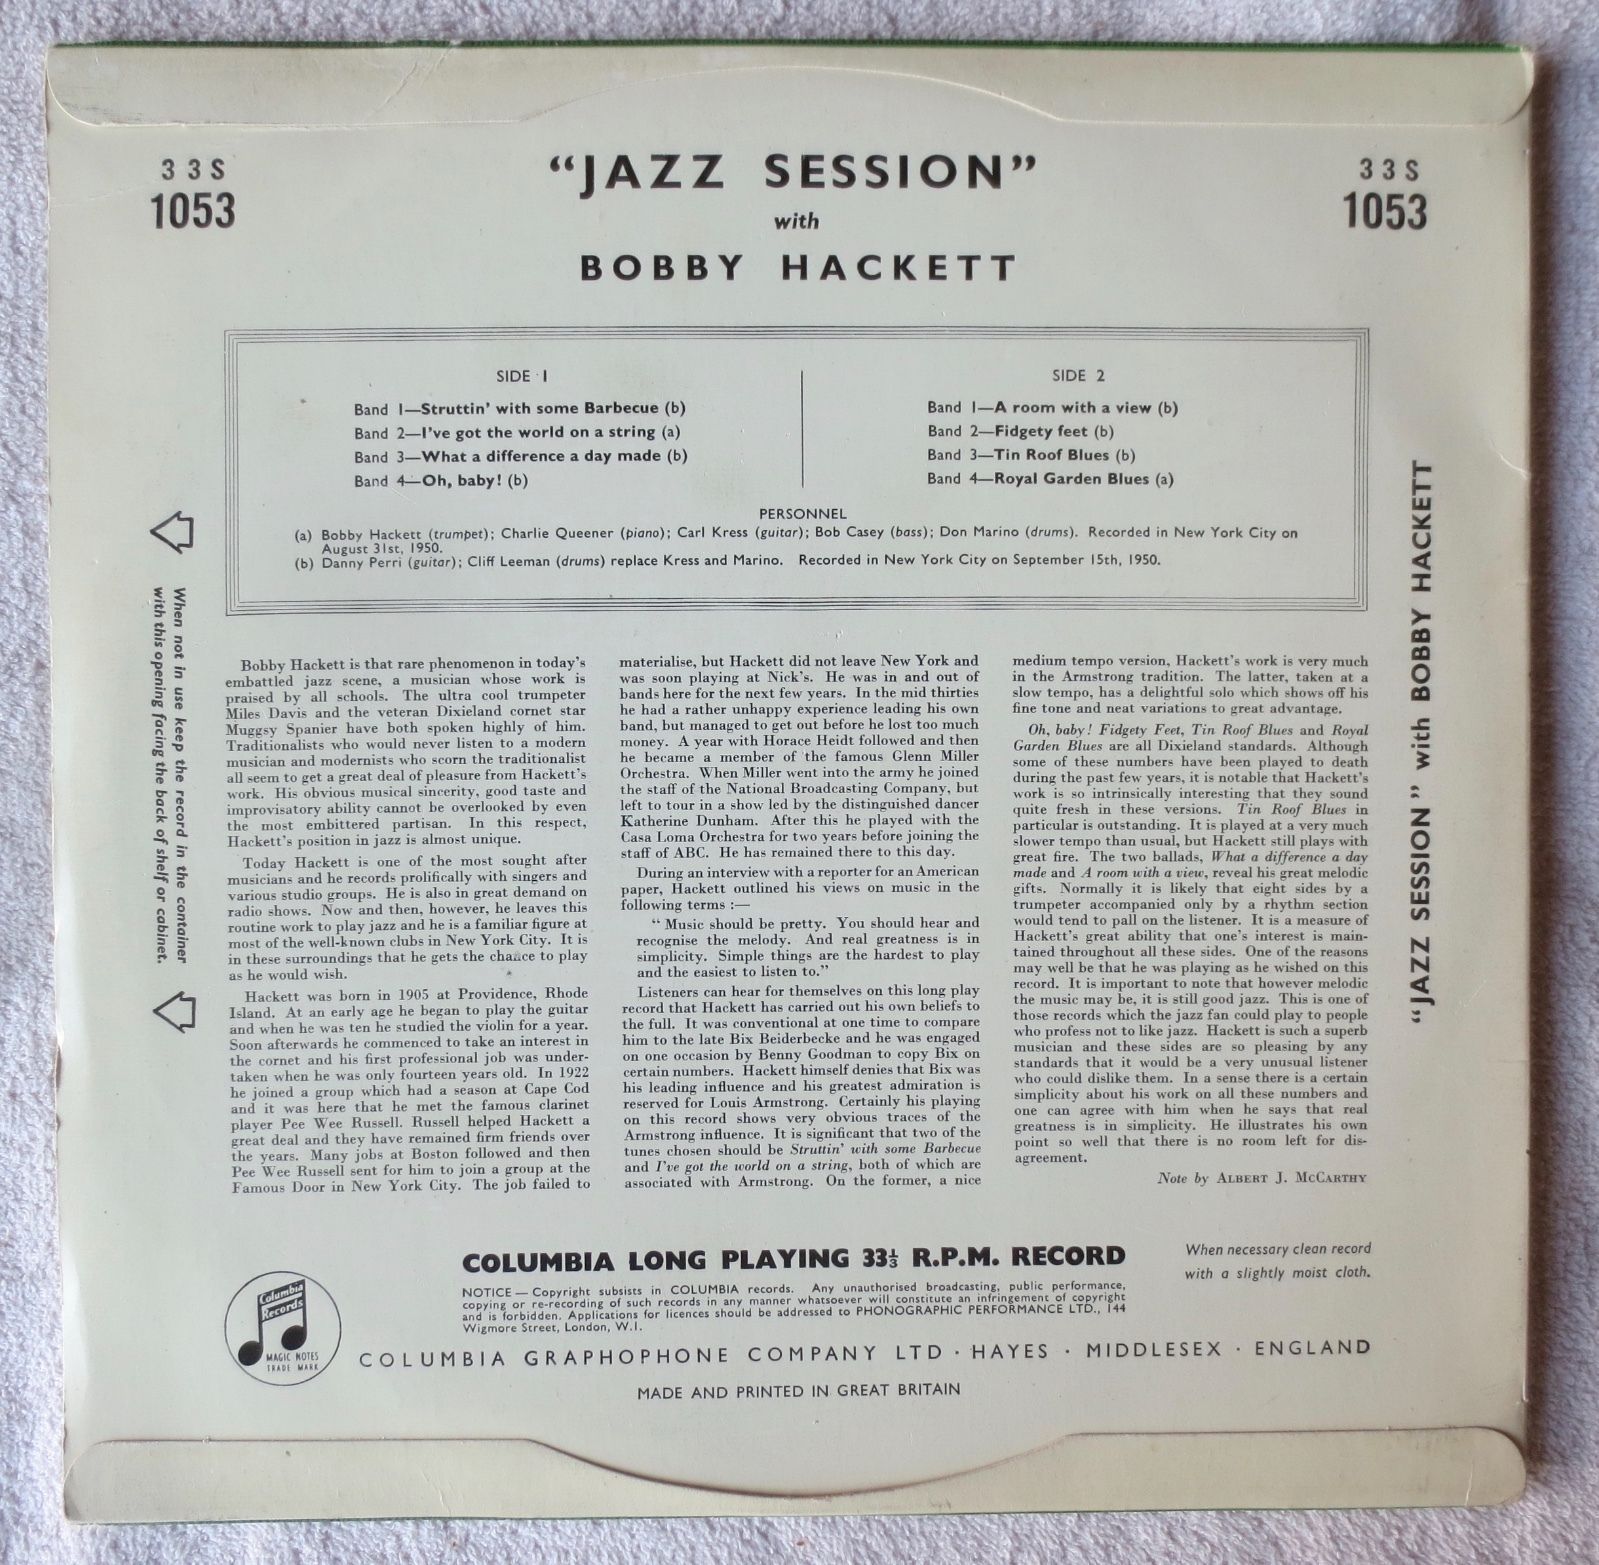 33S
1053
"JAZZ SESSION"
with
BOBBY HACKETT
33S
1053
SIDE 1
Band 1—Struttin' with some Barbecue (b)
Band 2—I've got the world on a string (a)
Band 3—What a difference a day made (b)
Band 4—Oh, baby! (b)
SIDE 2
Band 1—A room with a view (b)
Band 2—Fidgety feet (b)
Band 3—Tin Roof Blues (b)
Band 4—Royal Garden Blues (a)
PERSONNEL
(a) Bobby Hackett (trumpet); Charlie Queener (piano); Carl Kress (guitar); Bob Casey (bass); Don Marino (drums). Recorded in New York City on
August 31st, 1950.
(b) Danny Perri (guitar); Cliff Leeman (drums) replace Kress and Marino. Recorded in New York City on September 15th, 1950.
When not in use keep the record in the container
with this opening facing the back of shelf or cabinet.
Bobby Hackett is that rare phenomenon in today's
embattled jazz scene, a musician whose work is
praised by all schools. The ultra cool trumpeter
Miles Davis and the veteran Dixieland cornet star
Muggsy Spanier have both spoken highly of him.
Traditionalists who would never listen to a modern
musician and modernists who scorn the traditionalist
all seem to get a great deal of pleasure from Hackett's
work. His obvious musical sincerity, good taste and
improvisatory ability cannot be overlooked by even
the most embittered partisan. In this respect,
Hackett's position in jazz is almost unique.
Today Hackett is one of the most sought after
musicians and he records prolifically with singers and
various studio groups. He is also in great demand on
radio shows. Now and then, however, he leaves this
routine work to play jazz and he is a familiar figure at
most of the well-known clubs in New York City. It is
in these surroundings that he gets the chance to play
as he would wish.
Hackett was born in 1905 at Providence, Rhode
Island. At an early age he began to play the guitar
and when he was ten he studied the violin for a year.
Soon afterwards he commenced to take an interest in
the cornet and his first professional job was under-
taken when he was only fourteen years old. In 1922
he joined a group which had a season at Cape Cod
and it was here that he met the famous clarinet
player Pee Wee Russell. Russell helped Hackett a
great deal and they have remained firm friends over
the years. Many jobs at Boston followed and then
Pee Wee Russell sent for him to join a group at the
Famous Door in New York City. The job failed to
materialise, but Hackett did not leave New York and
was soon playing at Nick's. He was in and out of
bands here for the next few years. In the mid thirties
he had a rather unhappy experience leading his own
band, but managed to get out before he lost too much
money. A year with Horace Heidt followed and then
he became a member of the famous Glenn Miller
Orchestra. When Miller went into the army he joined
the staff of the National Broadcasting Company, but
left to tour in a show led by the distinguished dancer
Katherine Dunham. After this he played with the
Casa Loma Orchestra for two years before joining the
staff of ABC. He has remained there to this day.
During an interview with a reporter for an American
paper, Hackett outlined his views on music in the
following terms :—
" Music should be pretty. You should hear and
recognise the melody. And real greatness is in
simplicity. Simple things are the hardest to play
and the easiest to listen to."
Listeners can hear for themselves on this long play
record that Hackett has carried out his own beliefs to
the full. It was conventional at one time to compare
him to the late Bix Beiderbecke and he was engaged
on one occasion by Benny Goodman to copy Bix on
certain numbers. Hackett himself denies that Bix was
his leading influence and his greatest admiration is
reserved for Louis Armstrong. Certainly his playing
on this record shows very obvious traces of the
Armstrong influence. It is significant that two of the
tunes chosen should be Struttin' with some Barbecue
and I've got the world on a string, both of which are
associated with Armstrong. On the former, a nice
medium tempo version, Hackett's work is very much
in the Armstrong tradition. The latter, taken at a
slow tempo, has a delightful solo which shows off his
fine tone and neat variations to great advantage.
Oh, baby! Fidgety Feet, Tin Roof Blues and Royal
Garden Blues are all Dixieland standards. Although
some of these numbers have been played to death
during the past few years, it is notable that Hackett's
work is so intrinsically interesting that they sound
quite fresh in these versions. Tin Roof Blues in
particular is outstanding. It is played at a very much
slower tempo than usual, but Hackett still plays with
great fire. The two ballads, What a difference a day
made and A room with a view, reveal his great melodic
gifts. Normally it is likely that eight sides by a
trumpeter accompanied only by a rhythm section
would tend to pall on the listener. It is a measure of
Hackett's great ability that one's interest is main-
tained throughout all these sides. One of the reasons
may well be that he was playing as he wished on this
record. It is important to note that however melodic
the music may be, it is still good jazz. This is one of
those records which the jazz fan could play to people
who profess not to like jazz. Hackett is such a superb
musician and these sides are so pleasing by any
standards that it would be a very unusual listener
who could dislike them. In a sense there is a certain
simplicity about his work on all these numbers and
one can agree with him when he says that real
greatness is in simplicity. He illustrates his own
point so well that there is no room left for dis-
agreement.
Note by ALBERT J. McCARTHY
"JAZZ SESSION" with BOBBY HACKETT
COLUMBIA LONG PLAYING 33⅓ R.P.M. RECORD
NOTICE — Copyright subsists in COLUMBIA records. Any unauthorised broadcasting, public performance,
copying or re-recording of such records in any manner whatsoever will constitute an infringement of copyright
and is forbidden. Applications for licences should be addressed to PHONOGRAPHIC PERFORMANCE LTD., 144
Wigmore Street, London, W.1.
When necessary clean record
with a slightly moist cloth.
Columbia
Records
MAGIC NOTES
TRADE MARK
COLUMBIA GRAPHOPHONE COMPANY LTD · HAYES · MIDDLESEX · ENGLAND
MADE AND PRINTED IN GREAT BRITAIN